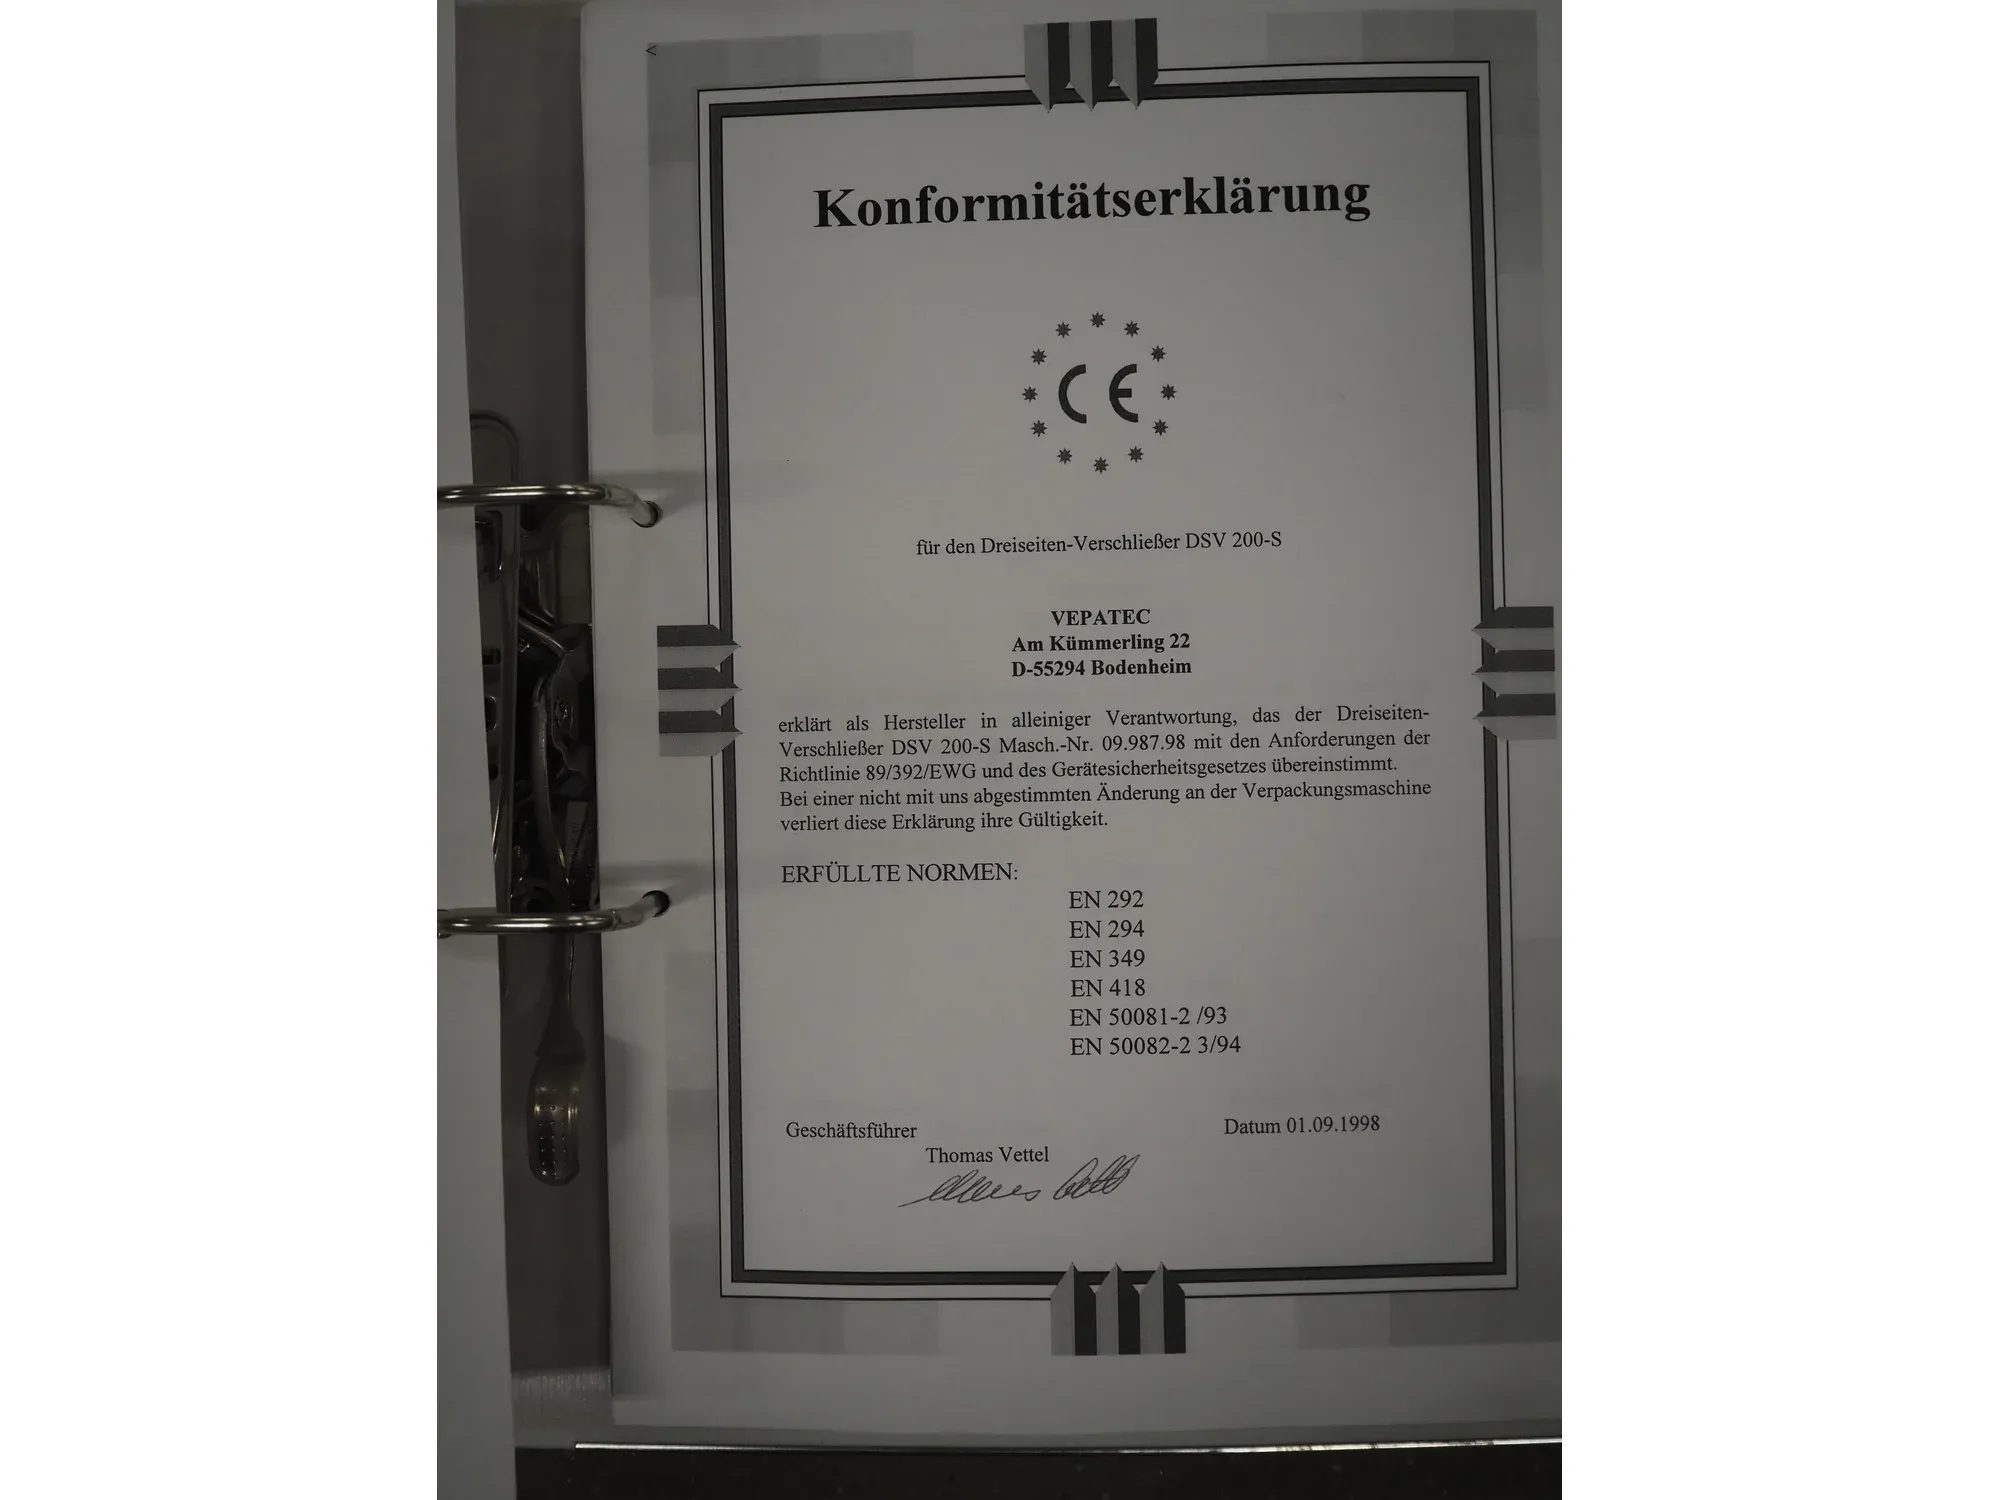 <
Konformitätserklärung
CE
für den Dreiseiten-Verschließer DSV 200-S
VEPATEC
Am Kümmerling 22
D-55294 Bodenheim
erklärt als Hersteller in alleiniger Verantwortung, das der Dreiseiten-
Verschließer DSV 200-S Masch.-Nr. 09.987.98 mit den Anforderungen der
Richtlinie 89/392/EWG und des Gerätesicherheitsgesetzes übereinstimmt.
Bei einer nicht mit uns abgestimmten Änderung an der Verpackungsmaschine
verliert diese Erklärung ihre Gültigkeit.
ERFÜLLTE NORMEN:
EN 292
EN 294
EN 349
EN 418
EN 50081-2 /93
EN 50082-2 3/94
Geschäftsführer
Datum 01.09.1998
Thomas Vettel